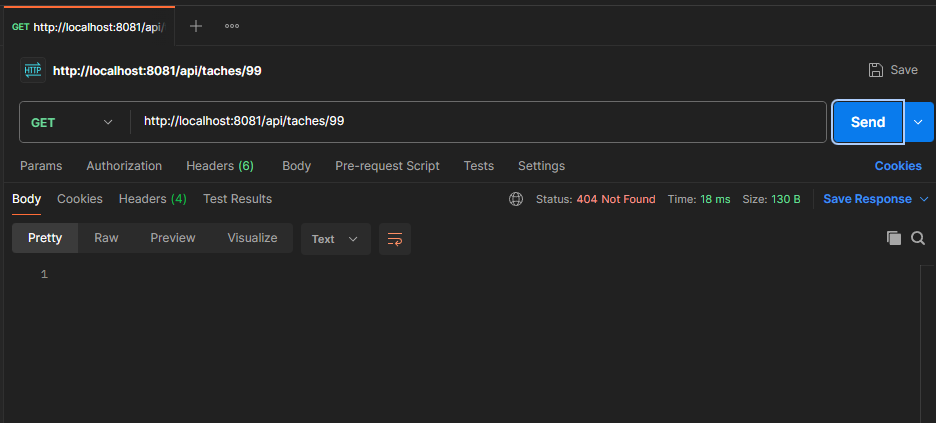 GET http://localhost:8081/api/
HTTP http://localhost:8081/api/taches/99 Save
GET http://localhost:8081/api/taches/99 Send
Params Authorization Headers (6) Body Pre-request Script Tests Settings Cookies
Body Cookies Headers (4) Test Results Status: 404 Not Found Time: 18 ms Size: 130 B Save Response
Pretty Raw Preview Visualize Text
1